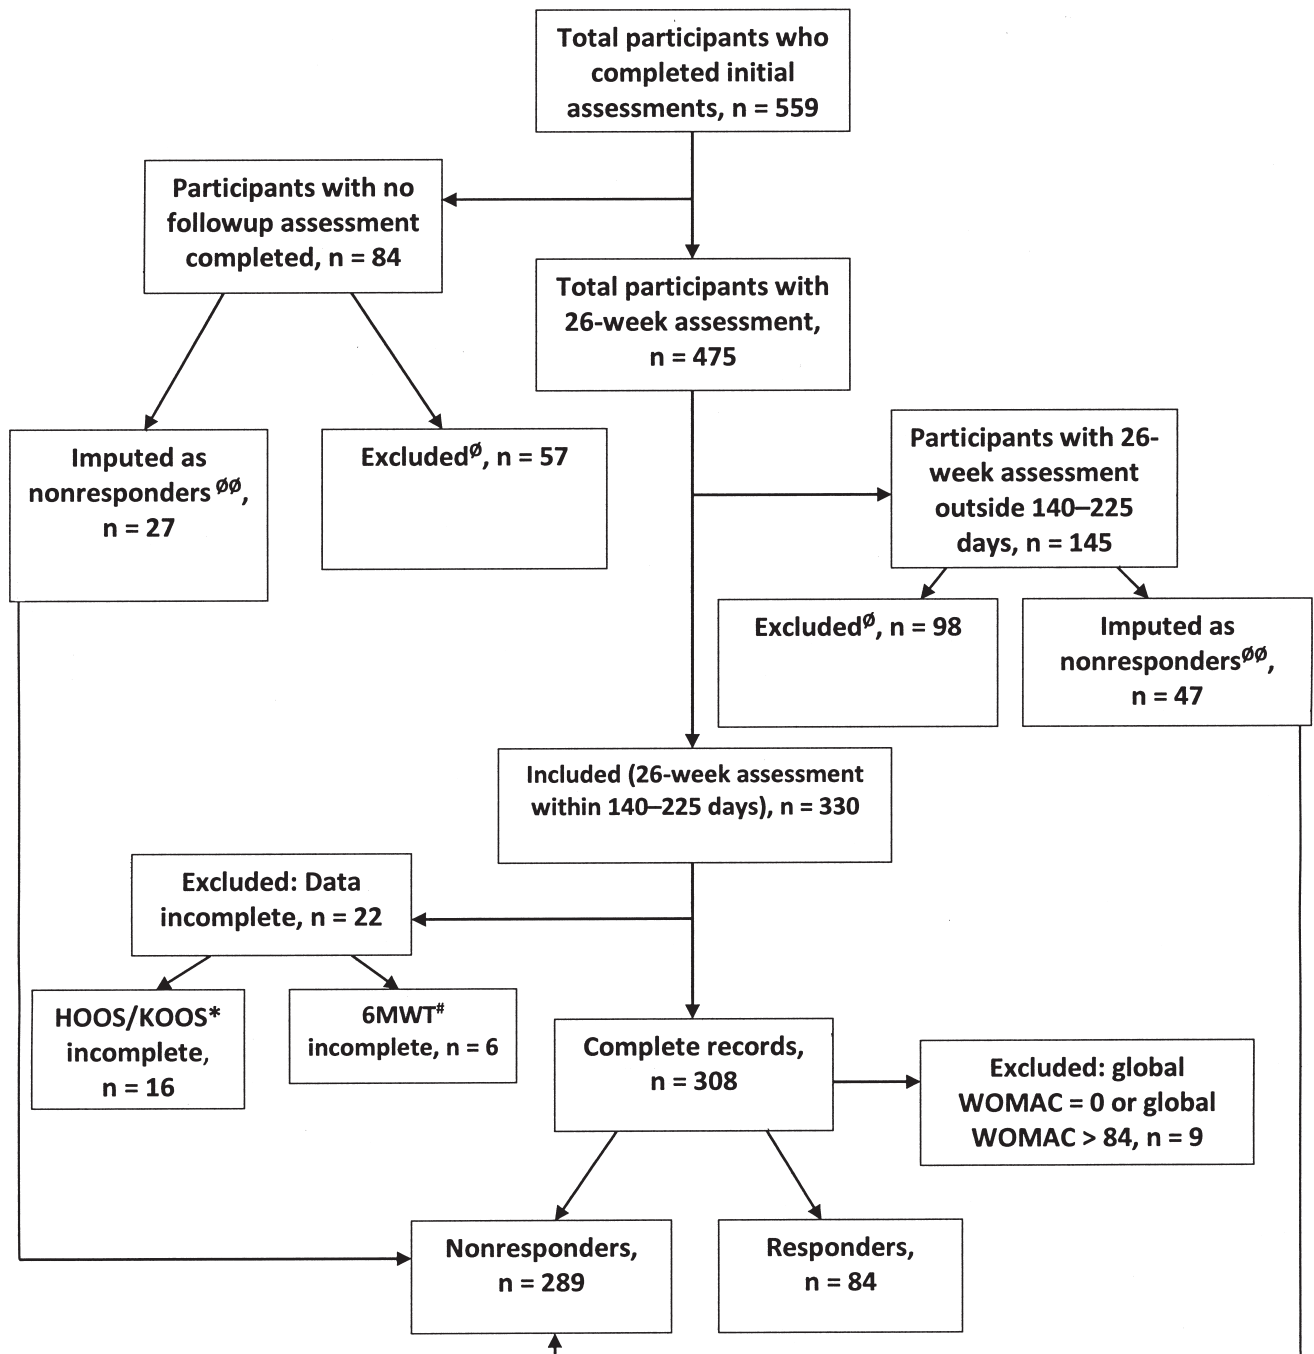 Total participants who
completed initial
assessments, n = 559
Participants with no
followup assessment
completed, n = 84
Total participants with
26-week assessment,
n = 475
Imputed as
nonresponders ØØ,
n = 27
ExcludedØ, n = 57
Participants with 26-
week assessment
outside 140–225
days, n = 145
ExcludedØ, n = 98
Imputed as
nonrespondersØØ,
n = 47
Included (26-week assessment
within 140–225 days), n = 330
Excluded: Data
incomplete, n = 22
HOOS/KOOS*
incomplete,
n = 16
6MWT#
incomplete, n = 6
Complete records,
n = 308
Excluded: global
WOMAC = 0 or global
WOMAC > 84, n = 9
Nonresponders,
n = 289
Responders,
n = 84